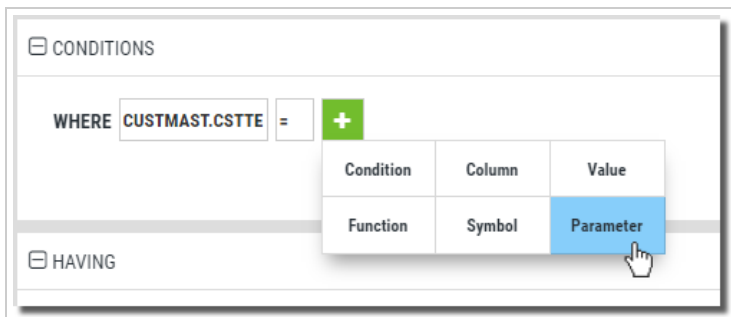 CONDITIONS
WHERE CUSTMAST.CSTTE = +
Condition Column Value
Function Symbol Parameter
HAVING